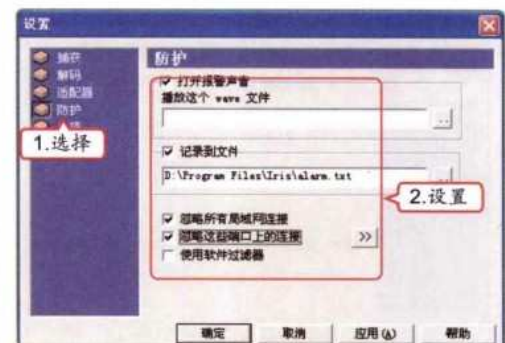 设置
捕获
解码
适配器
防护
1.选择
防护
打开报警声音
播放这个 wave 文件
..
记录到文件
D:\Program Files\Iris\alarm.txt
2.设置
忽略所有局域网连接
忽略这些端口上的连接
>>
使用软件过滤器
确定
取消
应用(A)
帮助